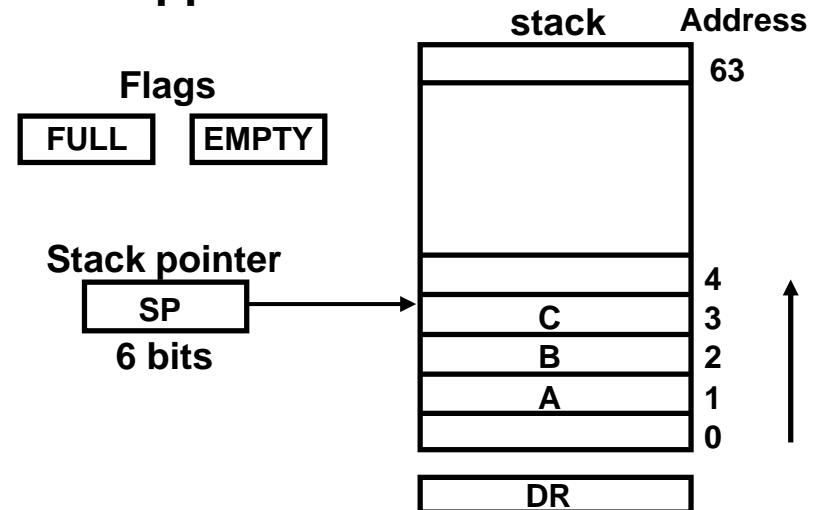 stack Address
63
Flags
FULL EMPTY
Stack pointer
SP
6 bits
4
C 3
B 2
A 1
0
DR